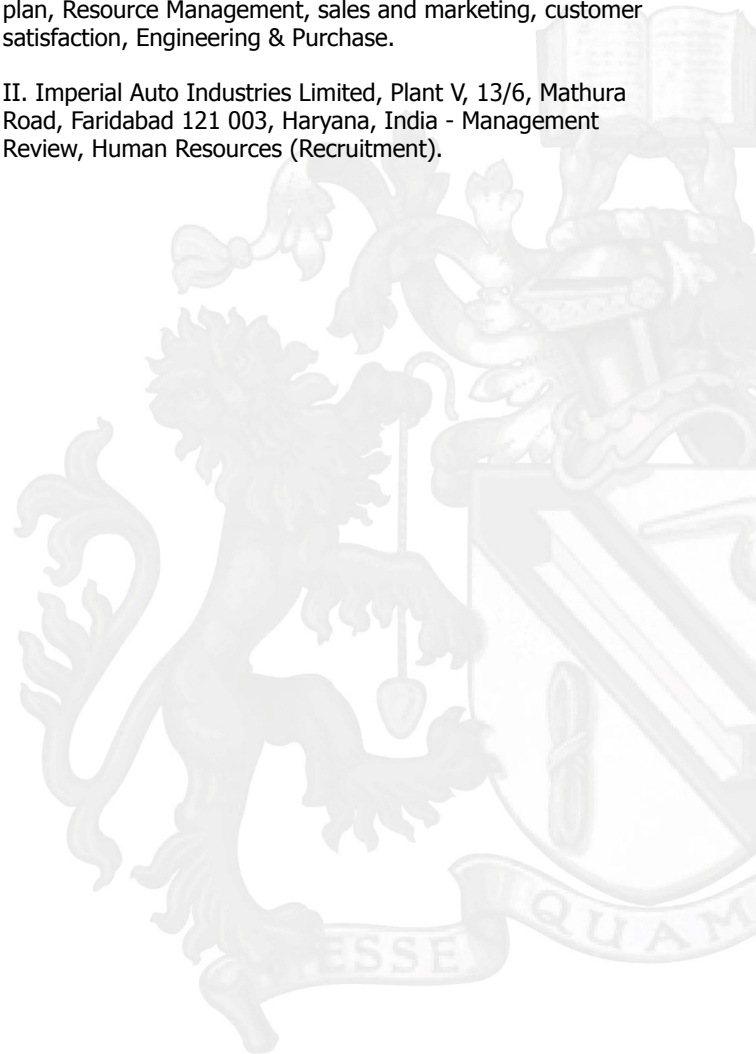 plan, Resource Management, sales and marketing, customer
satisfaction, Engineering & Purchase.
II. Imperial Auto Industries Limited, Plant V, 13/6, Mathura
Road, Faridabad 121 003, Haryana, India - Management
Review, Human Resources (Recruitment).
ESSE
QUAM